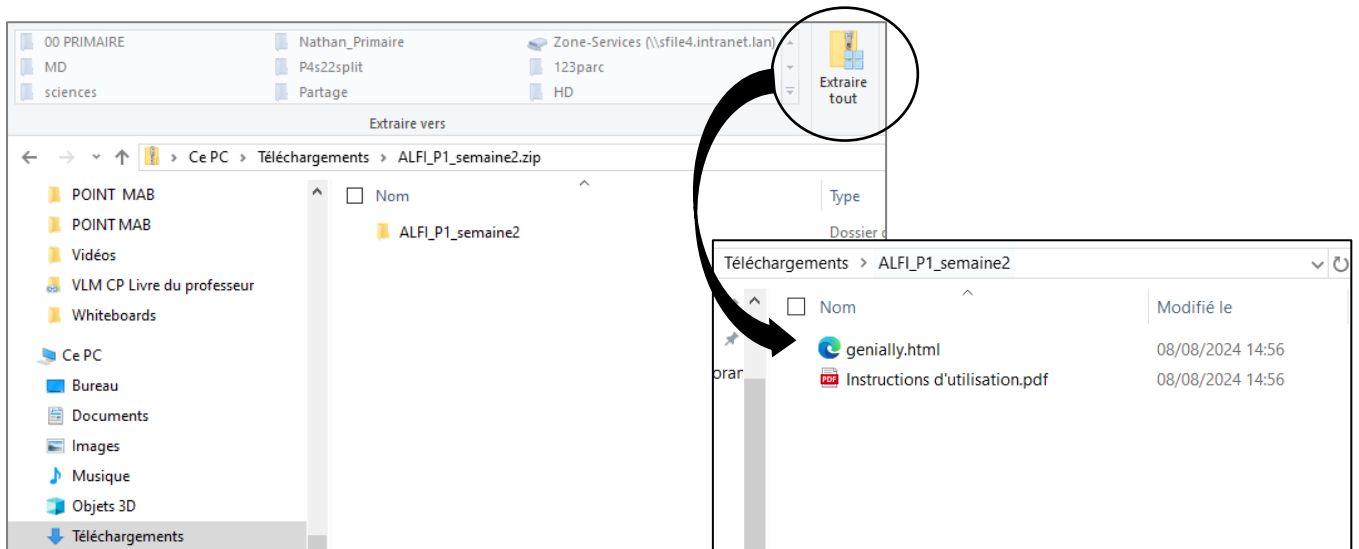 00 PRIMAIRE Nathan_Primaire Zone-Services (\\sfile4.intranet.lan)
MD P4s22split 123parc
sciences Partage HD
Extraire tout
Extraire vers
Ce PC > Téléchargements > ALFI_P1_semaine2.zip
POINT MAB
POINT MAB
Vidéos
VLM CP Livre du professeur
Whiteboards
Ce PC
Bureau
Documents
Images
Musique
Objets 3D
Téléchargements
Nom Type
ALFI_P1_semaine2 Dossier
Téléchargements > ALFI_P1_semaine2
Nom Modifié le
genially.html 08/08/2024 14:56
PDF Instructions d'utilisation.pdf 08/08/2024 14:56